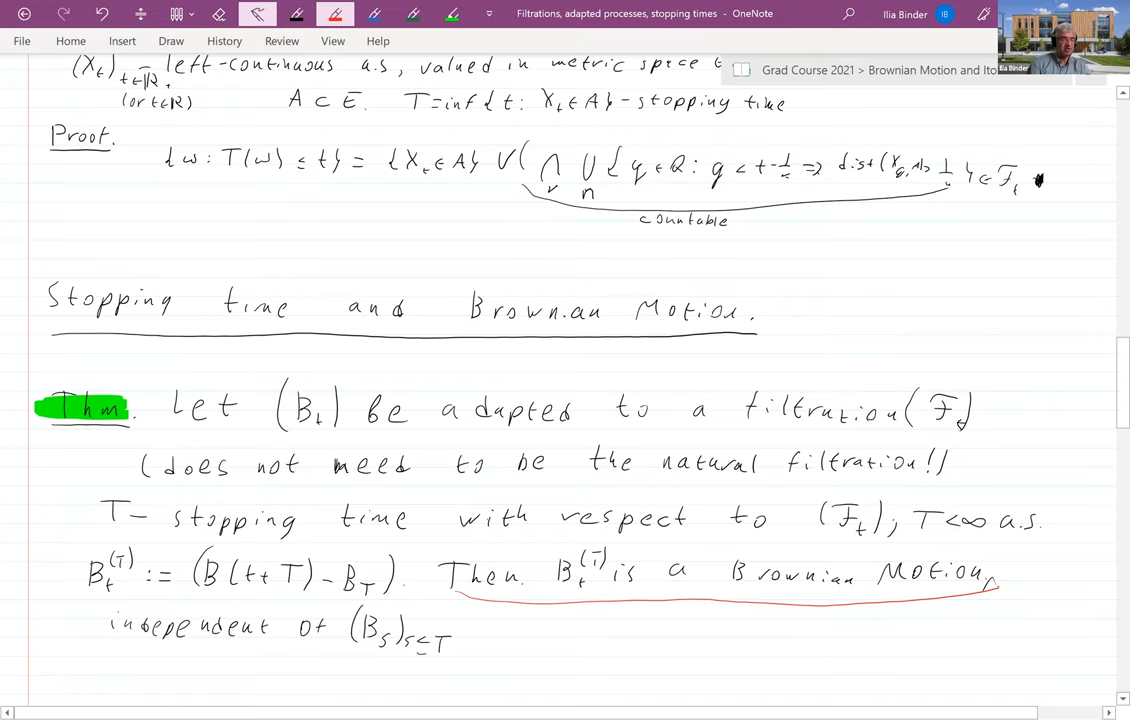 Filtrations, adapted processes, stopping times - OneNote
Ilia Binder
IB
File Home Insert Draw History Review View Help
Ilia Binder
Grad Course 2021 > Brownian Motion and Ito
(X_t)_{t∈ℝ_+ (or t∈ℝ)} - left-continuous a.s, valued in metric space
A ⊂ E. T = inf{t: X_t ∈ A} - stopping time
Proof.
{ω: T(ω) ≤ t} = {X_t ∈ A} ∪ ( ∩ ∪_n {q ∈ Q: q < t - 1/n => dist(X_q, A) 1/n } ∈ F_t
countable
Stopping time and Brownian Motion.
Thm. Let (B_t) be adapted to a filtration (F_t)
(does not need to be the natural filtration!)
T - stopping time with respect to (F_t), T < ∞ a.s.
B_t^{(T)} := (B(t+T) - B_T). Then B_t^{(T)} is a Brownian Motion,
independent of (B_s)_{s≤T}